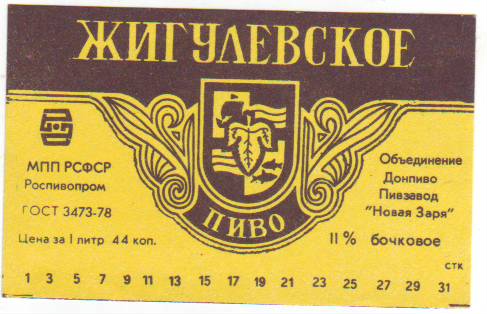 ЖИГУЛЕВСКОЕ
ПИВО
МПП РСФСР
Роспивопром
ГОСТ 3473-78
Цена за 1 литр 44 коп.
Объединение
Донпиво
Пивзавод
"Новая Заря"
11% бочковое
стк
1 3 5 7 9 11 13 15 17 19 21 23 25 27 29 31